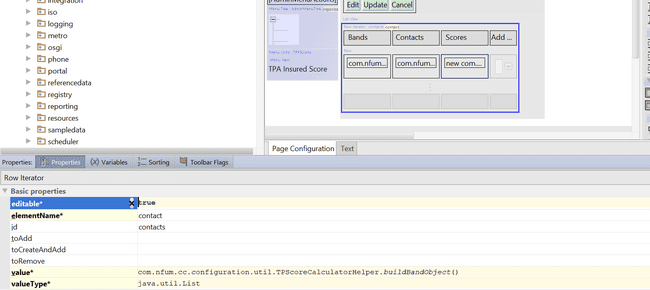 integration
iso
logging
metro
osgi
phone
portal
referencedata
registry
reporting
resources
sampledata
scheduler
TPA Insured Score
Edit Update Cancel
Bands Contacts Scores Add ...
com.nfum... com.nfum... new com....
Page Configuration Text
Properties: Properties (x) Variables Sorting Toolbar Flags
Row Iterator
Basic properties
editable* true
elementName* contact
id contacts
toAdd
toCreateAndAdd
toRemove
value* com.nfum.cc.configuration.util.TPScoreCalculatorHelper.buildBandObject()
valueType* java.util.List